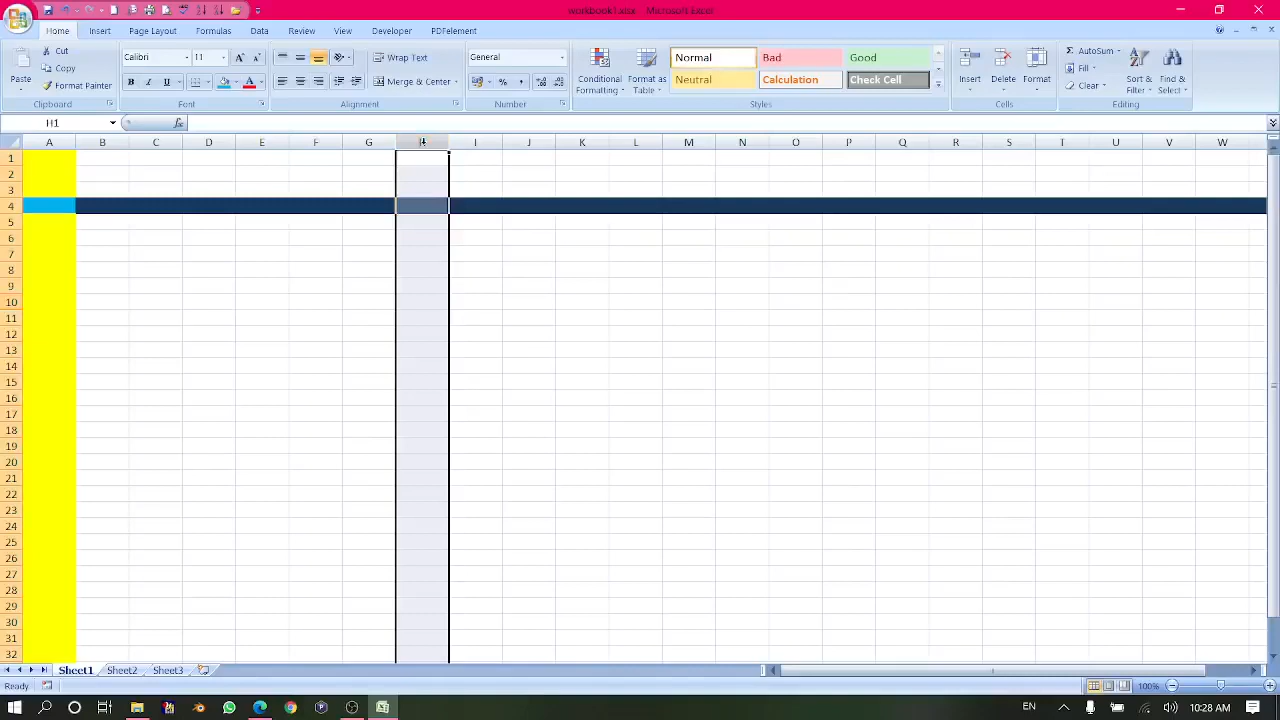 workbook1.xlsx - Microsoft Excel
Home Insert Page Layout Formulas Data Review View Developer PDFelement
Paste
Cut
Copy
Format Painter
Clipboard
Calibri 11
B I U
Font
Wrap Text
Merge & Center
Alignment
General
Number
Conditional Formatting
Format as Table
Normal Bad Good
Neutral Calculation Check Cell
Styles
Insert Delete Format
Cells
AutoSum
Fill
Clear
Sort & Filter
Find & Select
Editing
H1
fx
A B C D E F G H I J K L M N O P Q R S T U V W
1
2
3
4
5
6
7
8
9
10
11
12
13
14
15
16
17
18
19
20
21
22
23
24
25
26
27
28
29
30
31
32
Sheet1 Sheet2 Sheet3
Ready
100%
EN
10:28 AM